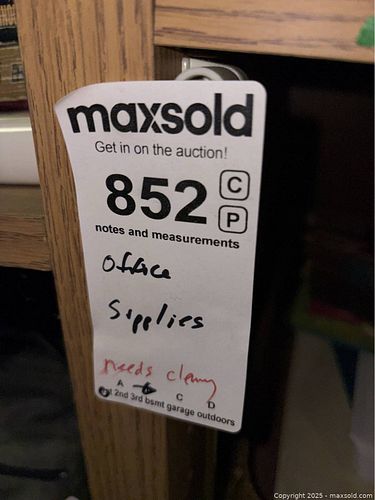 maxsold
Get in on the auction!
852 C
P
notes and measurements
Office
Supplies
needs
A C D
2nd 3rd bsmt garage outdoors
Copyright 2025 - maxsold.com